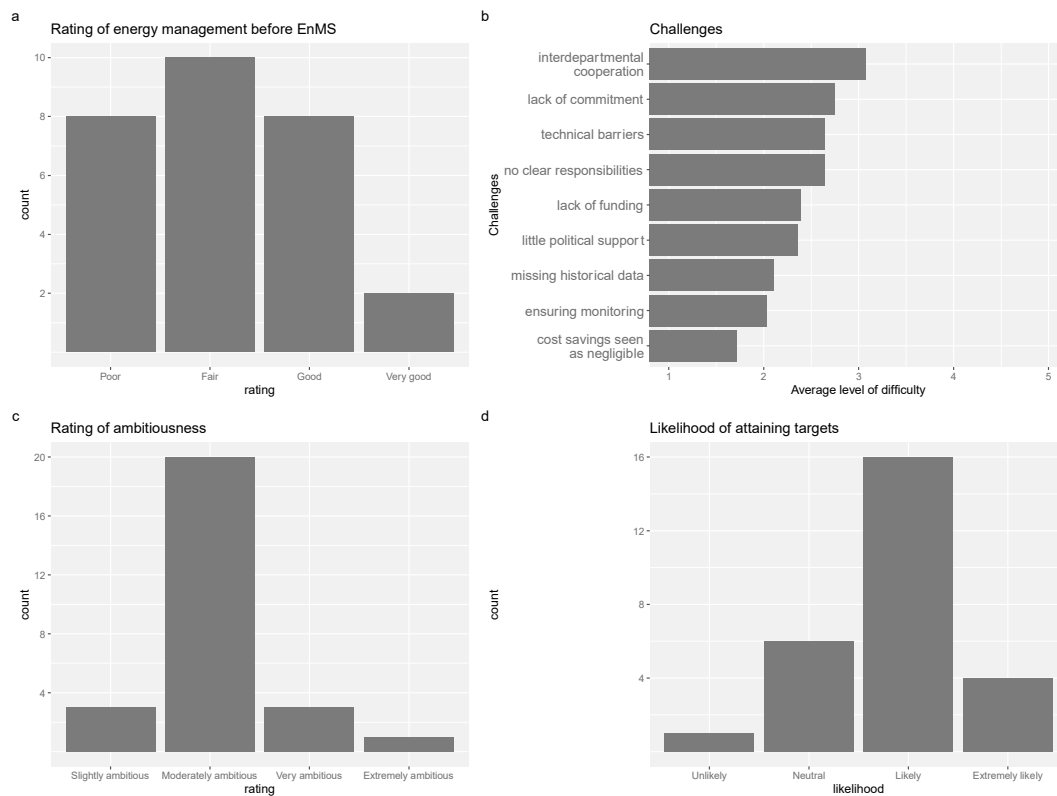 a
Rating of energy management before EnMS
10
8
6
4
2
count
Poor Fair Good Very good
rating
b
Challenges
interdepartmental
cooperation
lack of commitment
technical barriers
no clear responsibilities
lack of funding
little political support
missing historical data
ensuring monitoring
cost savings seen
as negligible
Challenges
1 2 3 4 5
Average level of difficulty
c
Rating of ambitiousness
20
16
12
8
4
count
Slightly ambitious Moderately ambitious Very ambitious Extremely ambitious
rating
d
Likelihood of attaining targets
16
12
8
4
count
Unlikely Neutral Likely Extremely likely
likelihood